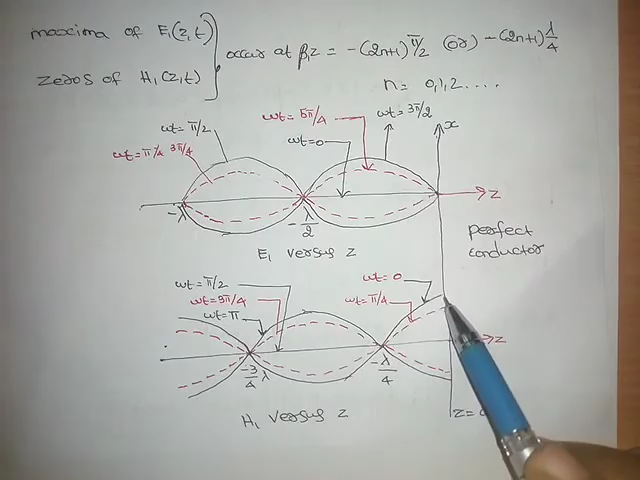 maxima of E₁(z,t)
zeros of H₁(z,t)
occur at β₁z = -(2n+1) π/2 (or) -(2n+1) λ/4
n = 0,1,2 ....
ωt = π/2
ωt = 5π/4
ωt = 3π/2
x
ωt = π/4 3π/4
ωt = 0
-λ
-λ/2
z
E₁ versus z
perfect
conductor
ωt = π/2
ωt = 3π/4
ωt = π
ωt = 0
ωt = π/4
z
-3/4 λ
-λ/4
H₁ versus z
z =